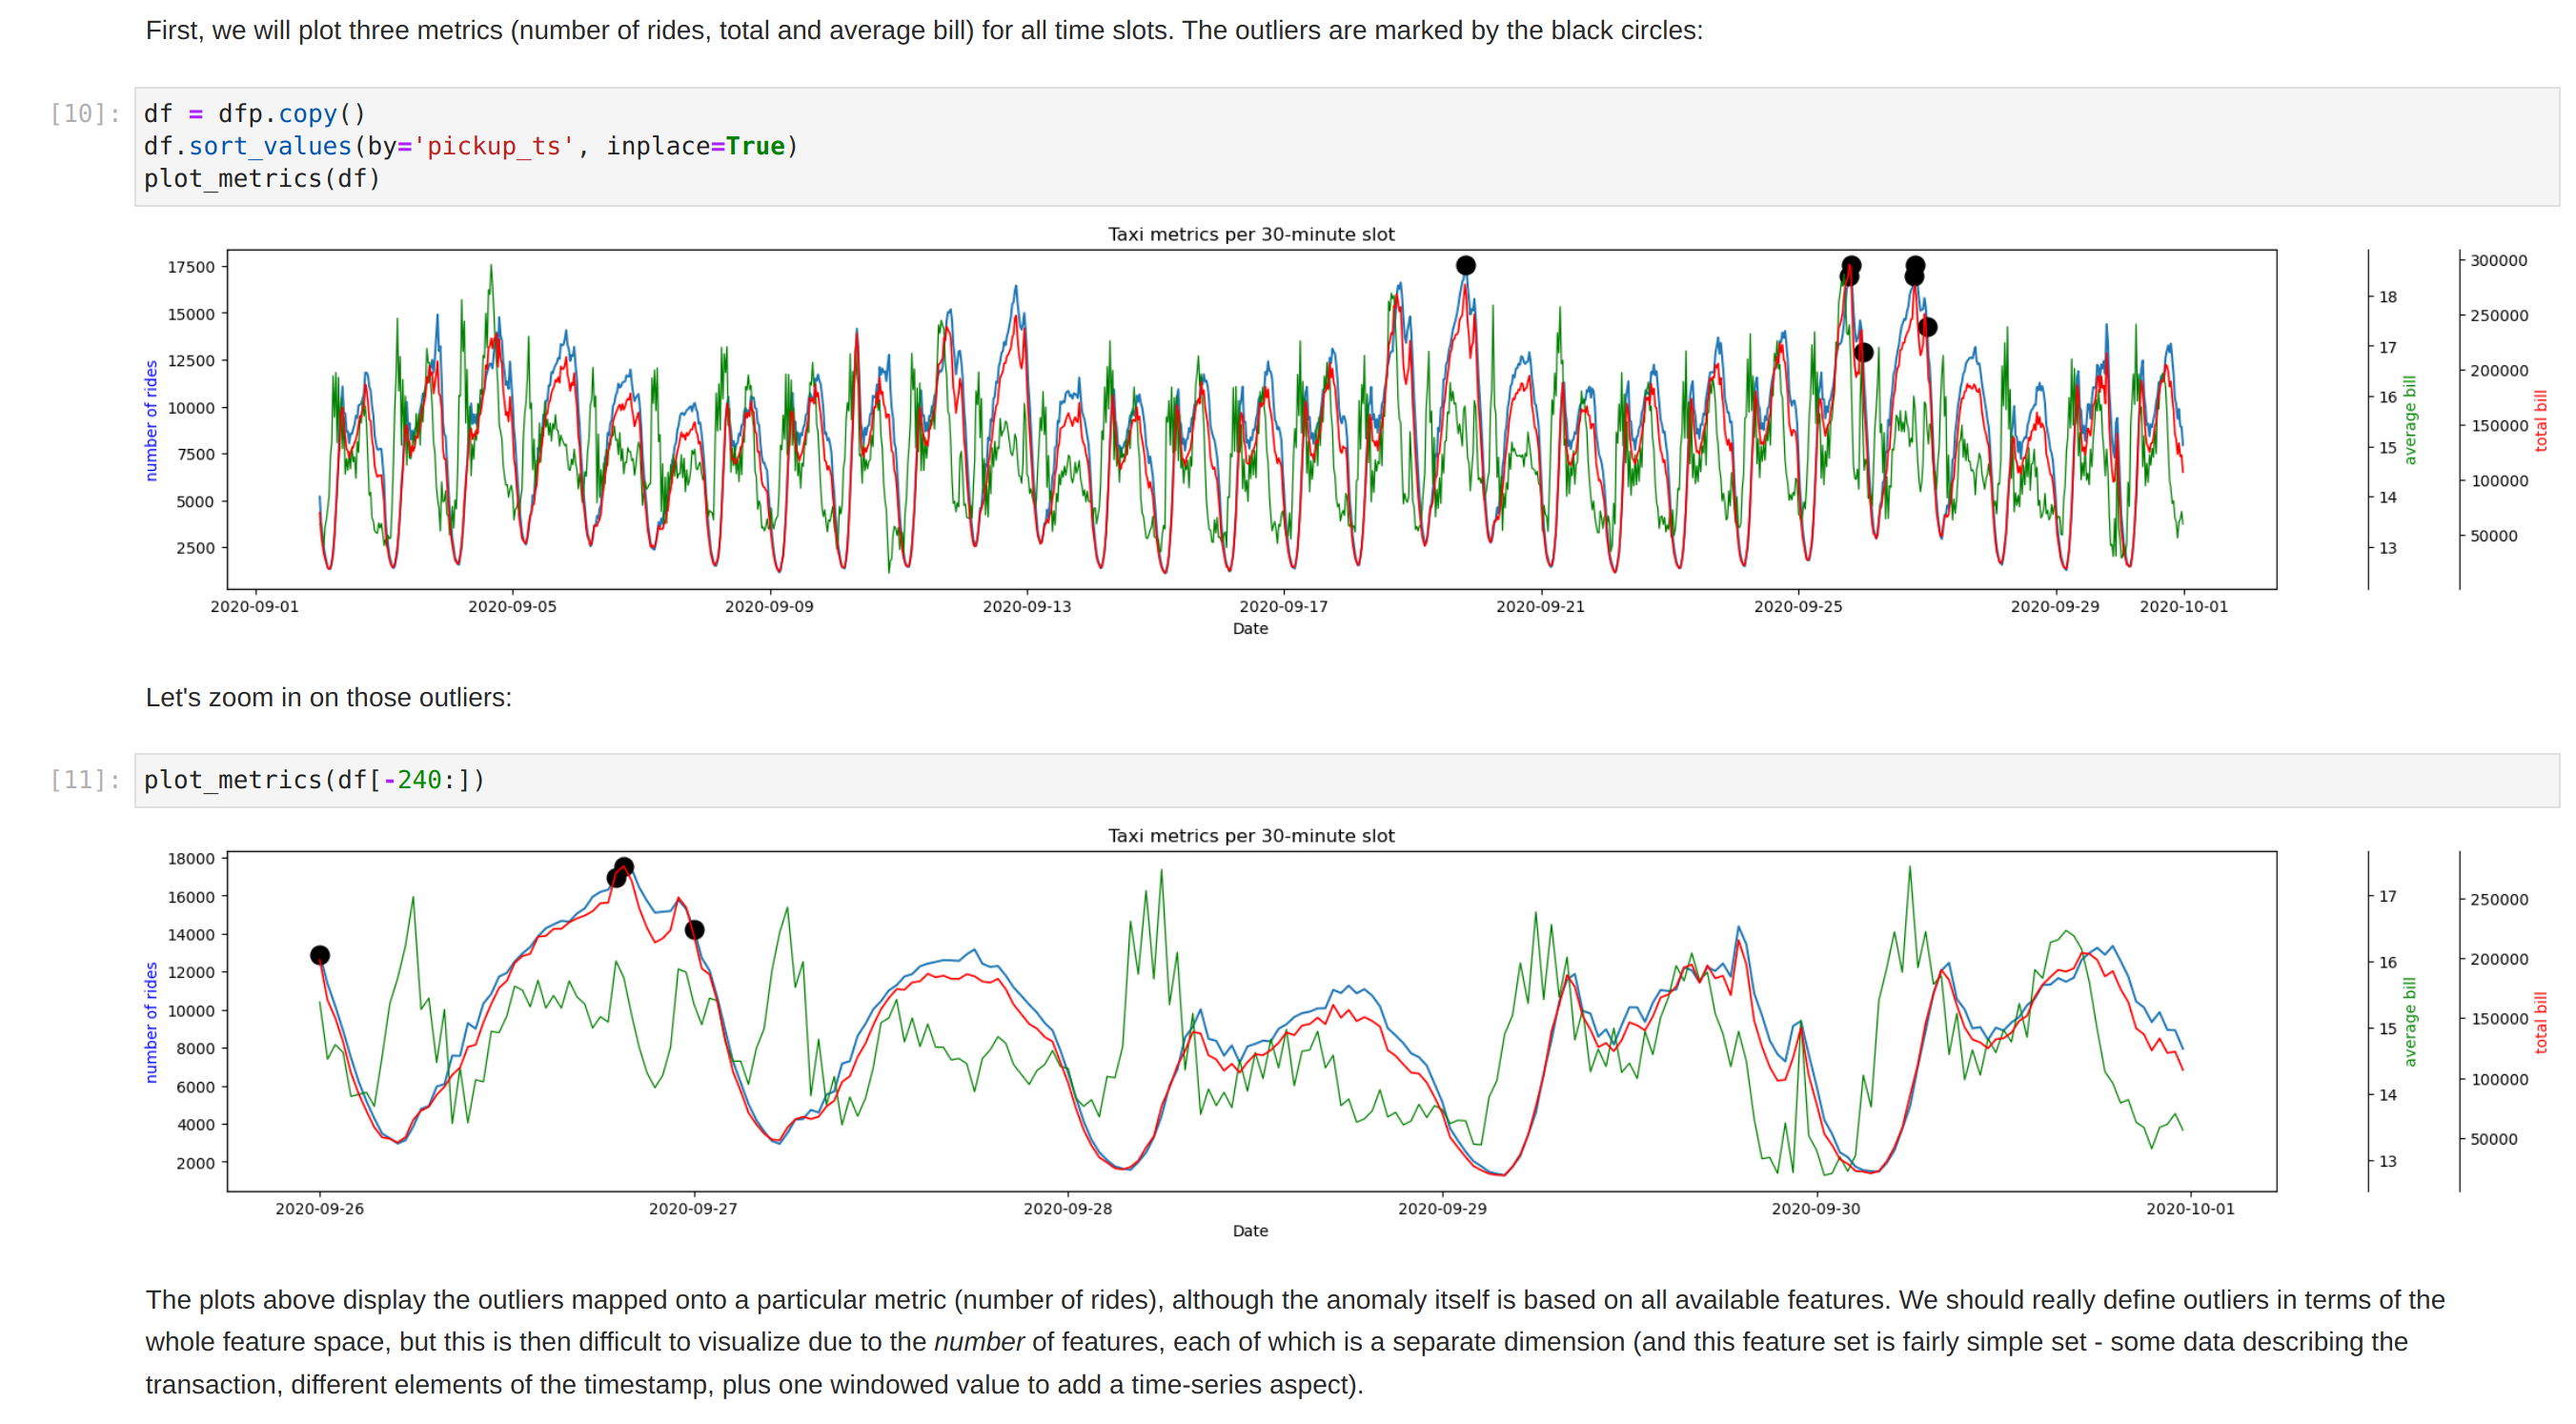 First, we will plot three metrics (number of rides, total and average bill) for all time slots. The outliers are marked by the black circles:
[10]:
df = dfp.copy()
df.sort_values(by='pickup_ts', inplace=True)
plot_metrics(df)
Taxi metrics per 30-minute slot
number of rides
17500
15000
12500
10000
7500
5000
2500
2020-09-01 2020-09-05 2020-09-09 2020-09-13 2020-09-17 2020-09-21 2020-09-25 2020-09-29 2020-10-01
Date
18
17
16
15
14
13
average bill
300000
250000
200000
150000
100000
50000
total bill
Let's zoom in on those outliers:
[11]:
plot_metrics(df[-240:])
Taxi metrics per 30-minute slot
number of rides
18000
16000
14000
12000
10000
8000
6000
4000
2000
2020-09-26 2020-09-27 2020-09-28 2020-09-29 2020-09-30 2020-10-01
Date
17
16
15
14
13
average bill
250000
200000
150000
100000
50000
total bill
The plots above display the outliers mapped onto a particular metric (number of rides), although the anomaly itself is based on all available features. We should really define outliers in terms of the
whole feature space, but this is then difficult to visualize due to the number of features, each of which is a separate dimension (and this feature set is fairly simple set - some data describing the
transaction, different elements of the timestamp, plus one windowed value to add a time-series aspect).